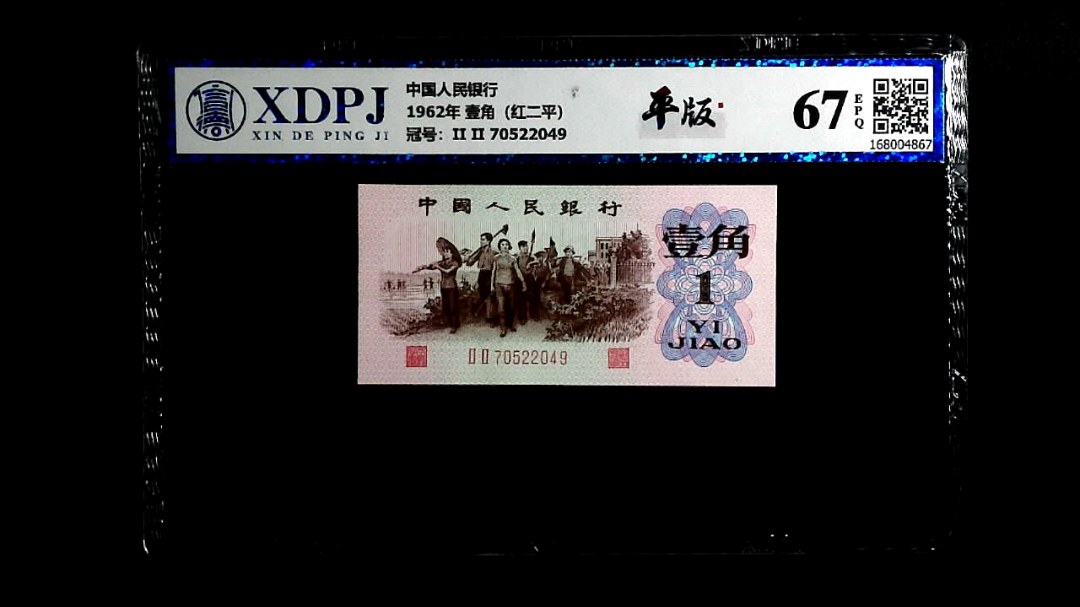 XDPJ
XIN DE PING JI
中国人民银行
1962年 壹角（红二平）
冠号：II II 70522049
平版
67
EPQ
168004867
中國人民銀行
壹角
1
YI
JIAO
II II 70522049